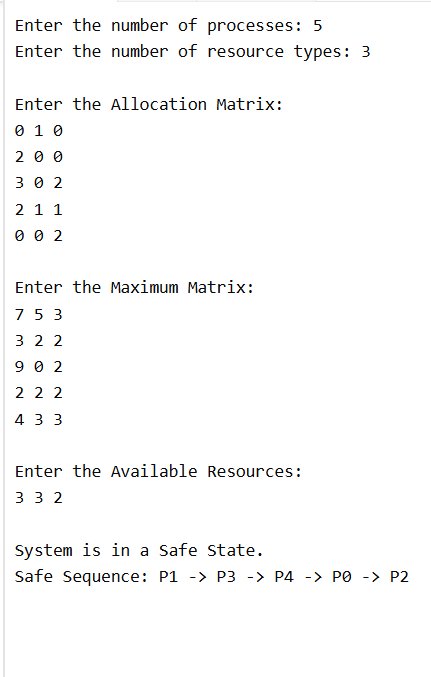 Enter the number of processes: 5
Enter the number of resource types: 3
Enter the Allocation Matrix:
0 1 0
2 0 0
3 0 2
2 1 1
0 0 2
Enter the Maximum Matrix:
7 5 3
3 2 2
9 0 2
2 2 2
4 3 3
Enter the Available Resources:
3 3 2
System is in a Safe State.
Safe Sequence: P1 -> P3 -> P4 -> P0 -> P2